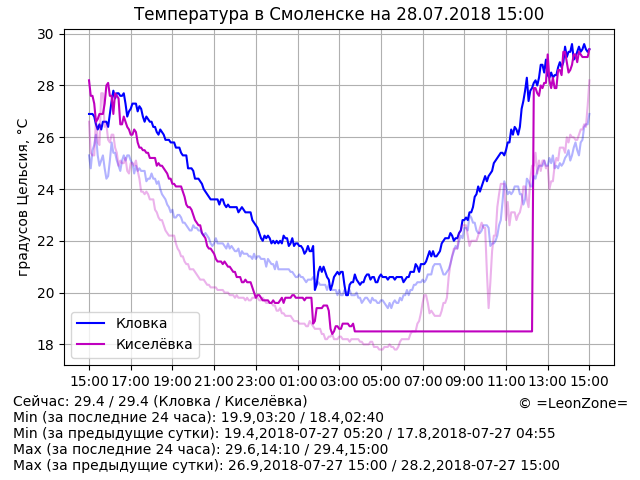 Температура в Смоленске на 28.07.2018 15:00
градусов Цельсия, °C
30
28
26
24
22
20
18
Кловка
Киселёвка
15:00 17:00 19:00 21:00 23:00 01:00 03:00 05:00 07:00 09:00 11:00 13:00 15:00
Сейчас: 29.4 / 29.4 (Кловка / Киселёвка)
© =LeonZone=
Min (за последние 24 часа): 19.9,03:20 / 18.4,02:40
Min (за предыдущие сутки): 19.4,2018-07-27 05:20 / 17.8,2018-07-27 04:55
Max (за последние 24 часа): 29.6,14:10 / 29.4,15:00
Max (за предыдущие сутки): 26.9,2018-07-27 15:00 / 28.2,2018-07-27 15:00